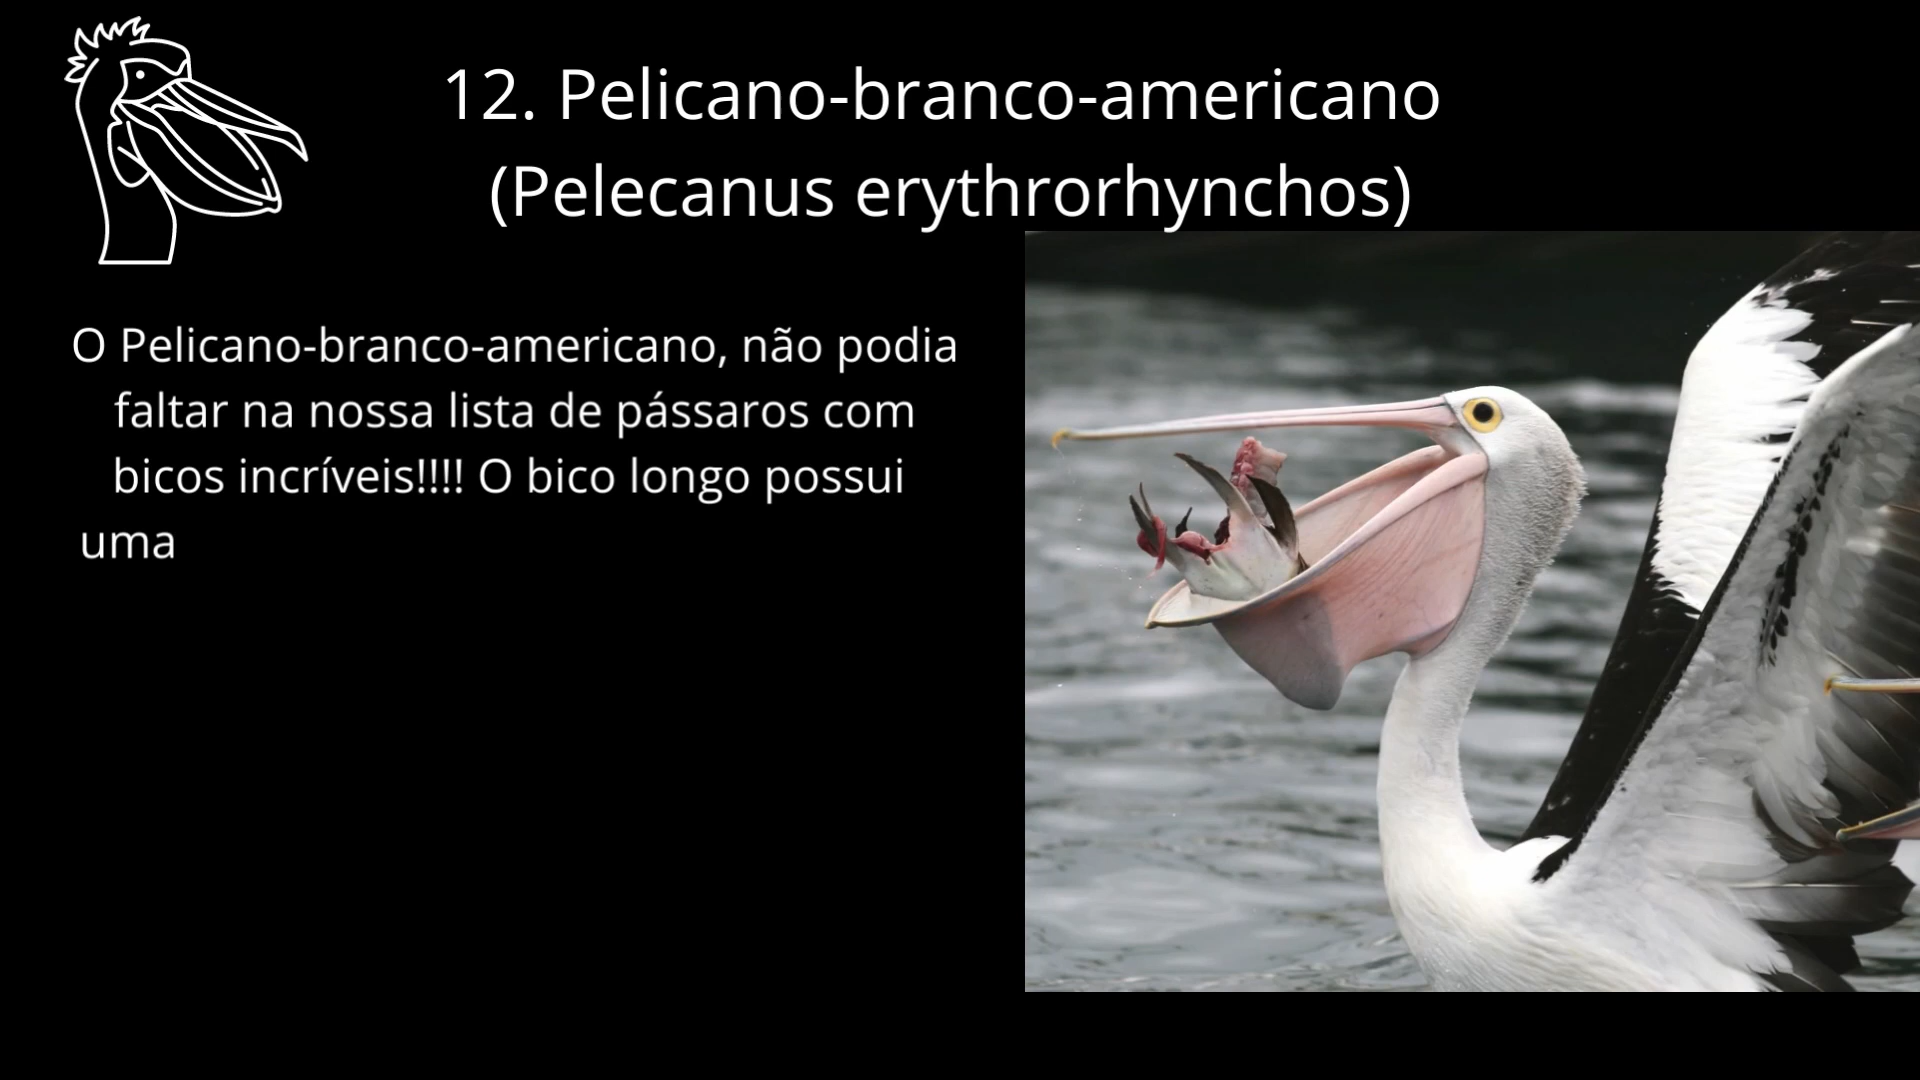 12. Pelicano-branco-americano
(Pelecanus erythrorhynchos)
O Pelicano-branco-americano, não podia
faltar na nossa lista de pássaros com
bicos incríveis!!!! O bico longo possui
uma